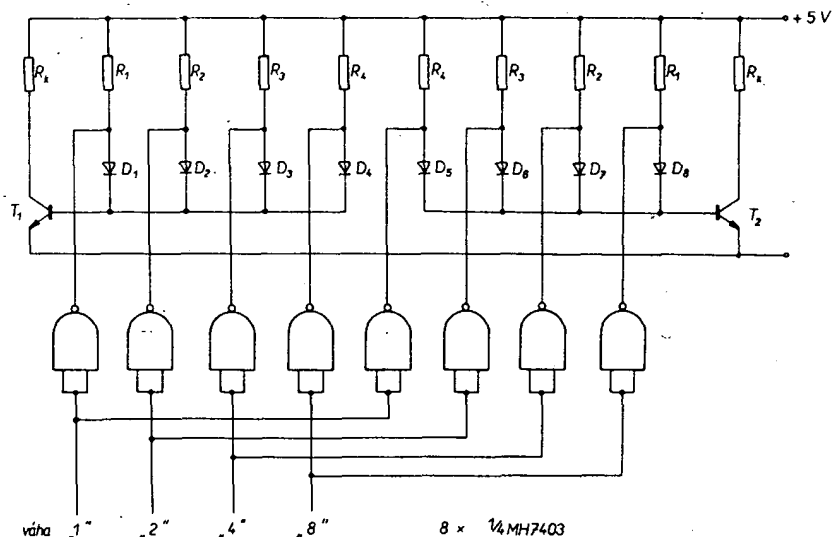 + 5 V
Rk R1 R2 R3 R4 R4 R3 R2 R1 Rk
D1 D2 D3 D4 D5 D6 D7 D8
T1 T2
váha „1" „2" „4" „8" 8 × 1/4 MH7403